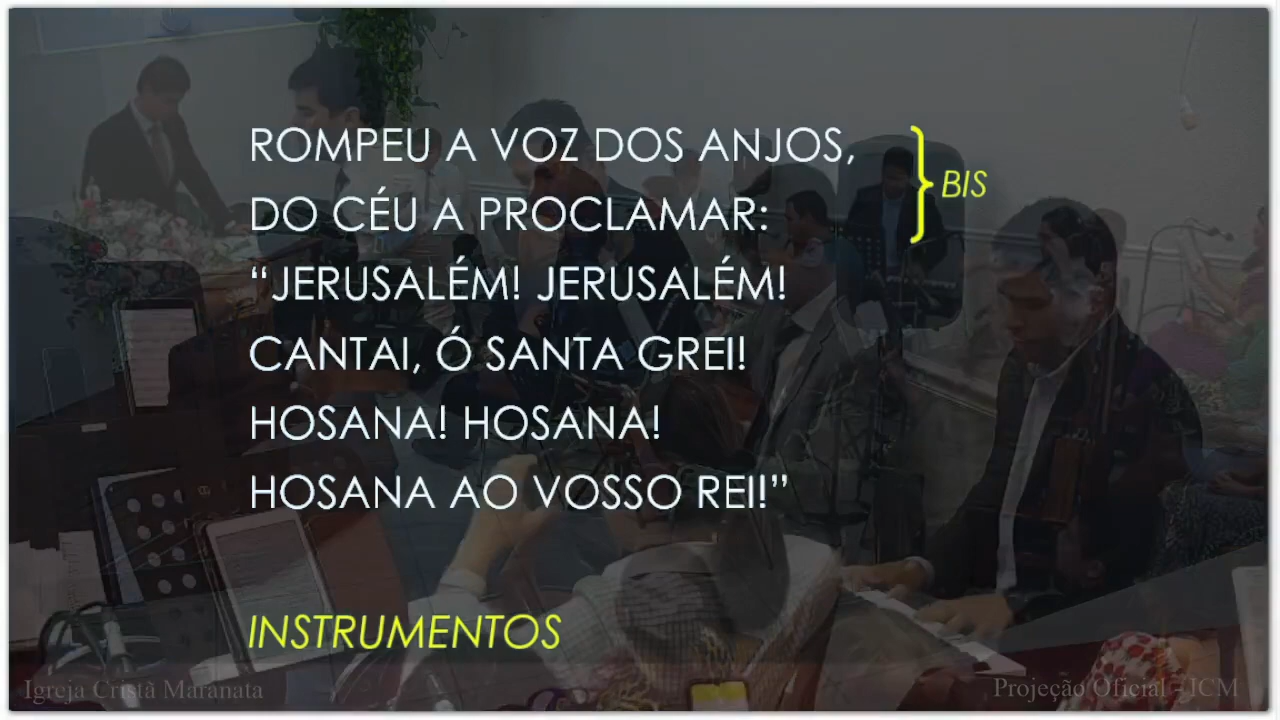 ROMPEU A VOZ DOS ANJOS,
DO CÉU A PROCLAMAR:
BIS
“JERUSALÉM! JERUSALÉM!
CANTAI, Ó SANTA GREI!
HOSANA! HOSANA!
HOSANA AO VOSSO REI!”
INSTRUMENTOS
Igreja Cristã Maranata
Projeção Oficial - ICM